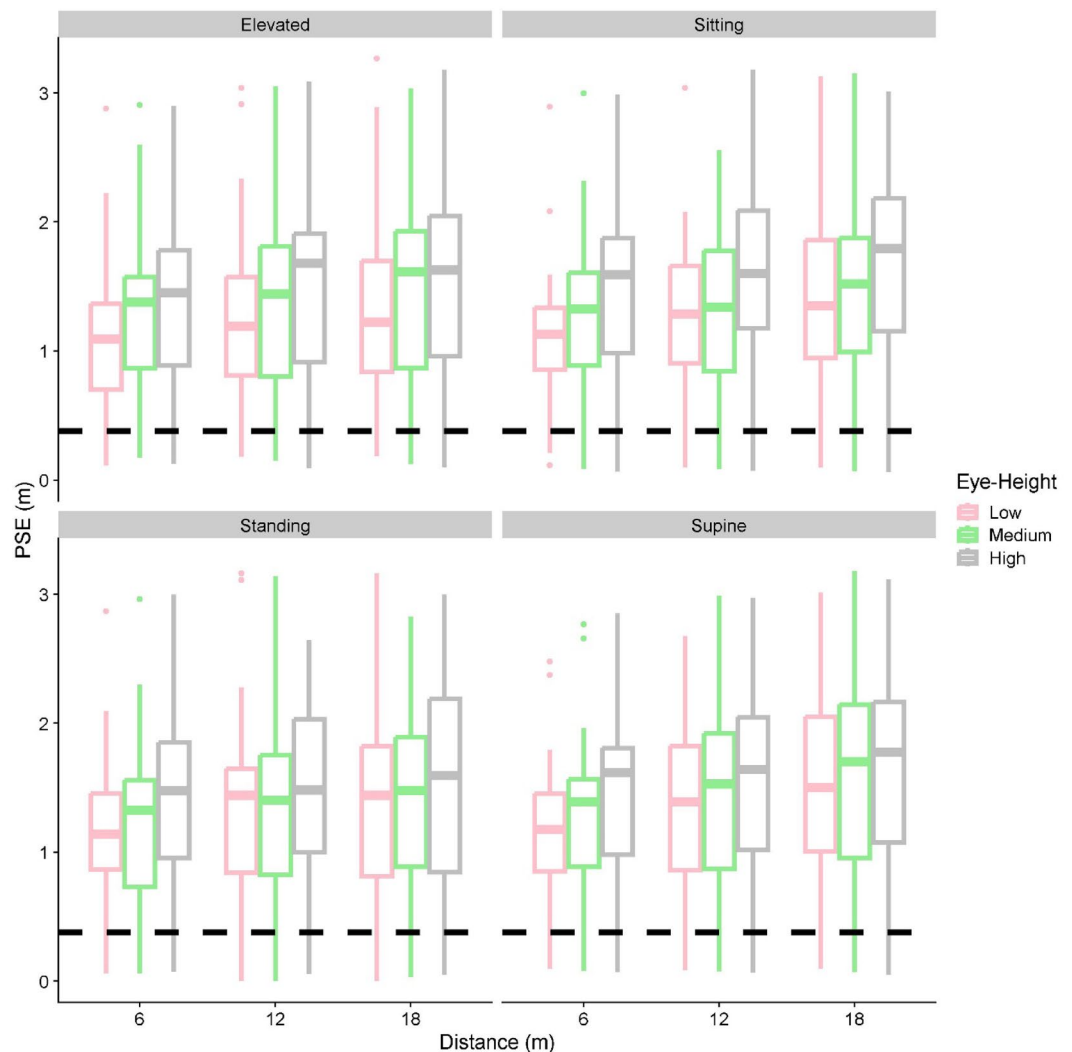 Elevated
Sitting
3
2
1
0
Standing
Supine
3
2
1
0
6
12
18
6
12
18
Distance (m)
PSE (m)
Eye-Height
Low
Medium
High